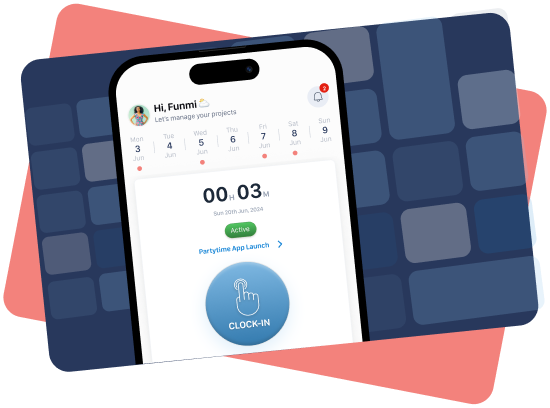 Hi, Funmi
Let's manage your projects
2
Mon Tue Wed Thu Fri Sat Sun
3 4 5 6 7 8 9
Jun Jun Jun Jun Jun Jun Jun
00 H 03 M
Sun 20th Jun, 2024
Active
Partytime App Launch
CLOCK-IN